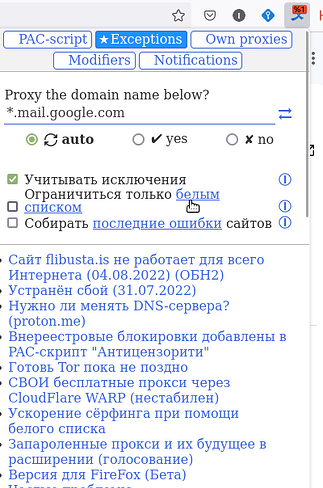 %1
PAC-script ★Exceptions Own proxies
Modifiers Notifications
Proxy the domain name below?
*.mail.google.com
auto ✔ yes ✘ no
Учитывать исключения
Ограничиться только белым
списком
Собирать последние ошибки сайтов
Сайт flibusta.is не работает для всего
Интернета (04.08.2022) (ОБН2)
Устранён сбой (31.07.2022)
Нужно ли менять DNS-сервера?
(proton.me)
Внереестровые блокировки добавлены в
PAC-скрипт "Антицензорити"
Готовь Tor пока не поздно
СВОИ бесплатные прокси через
CloudFlare WARP (нестабилен)
Ускорение сёрфинга при помощи
белого списка
Запароленные прокси и их будущее в
расширении (голосование)
Версия для FireFox (Бета)